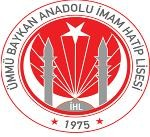 ÜMMÜ BAYKAN ANADOLU İMAM HATİP LİSESİ
İHL
★ 1975 ★